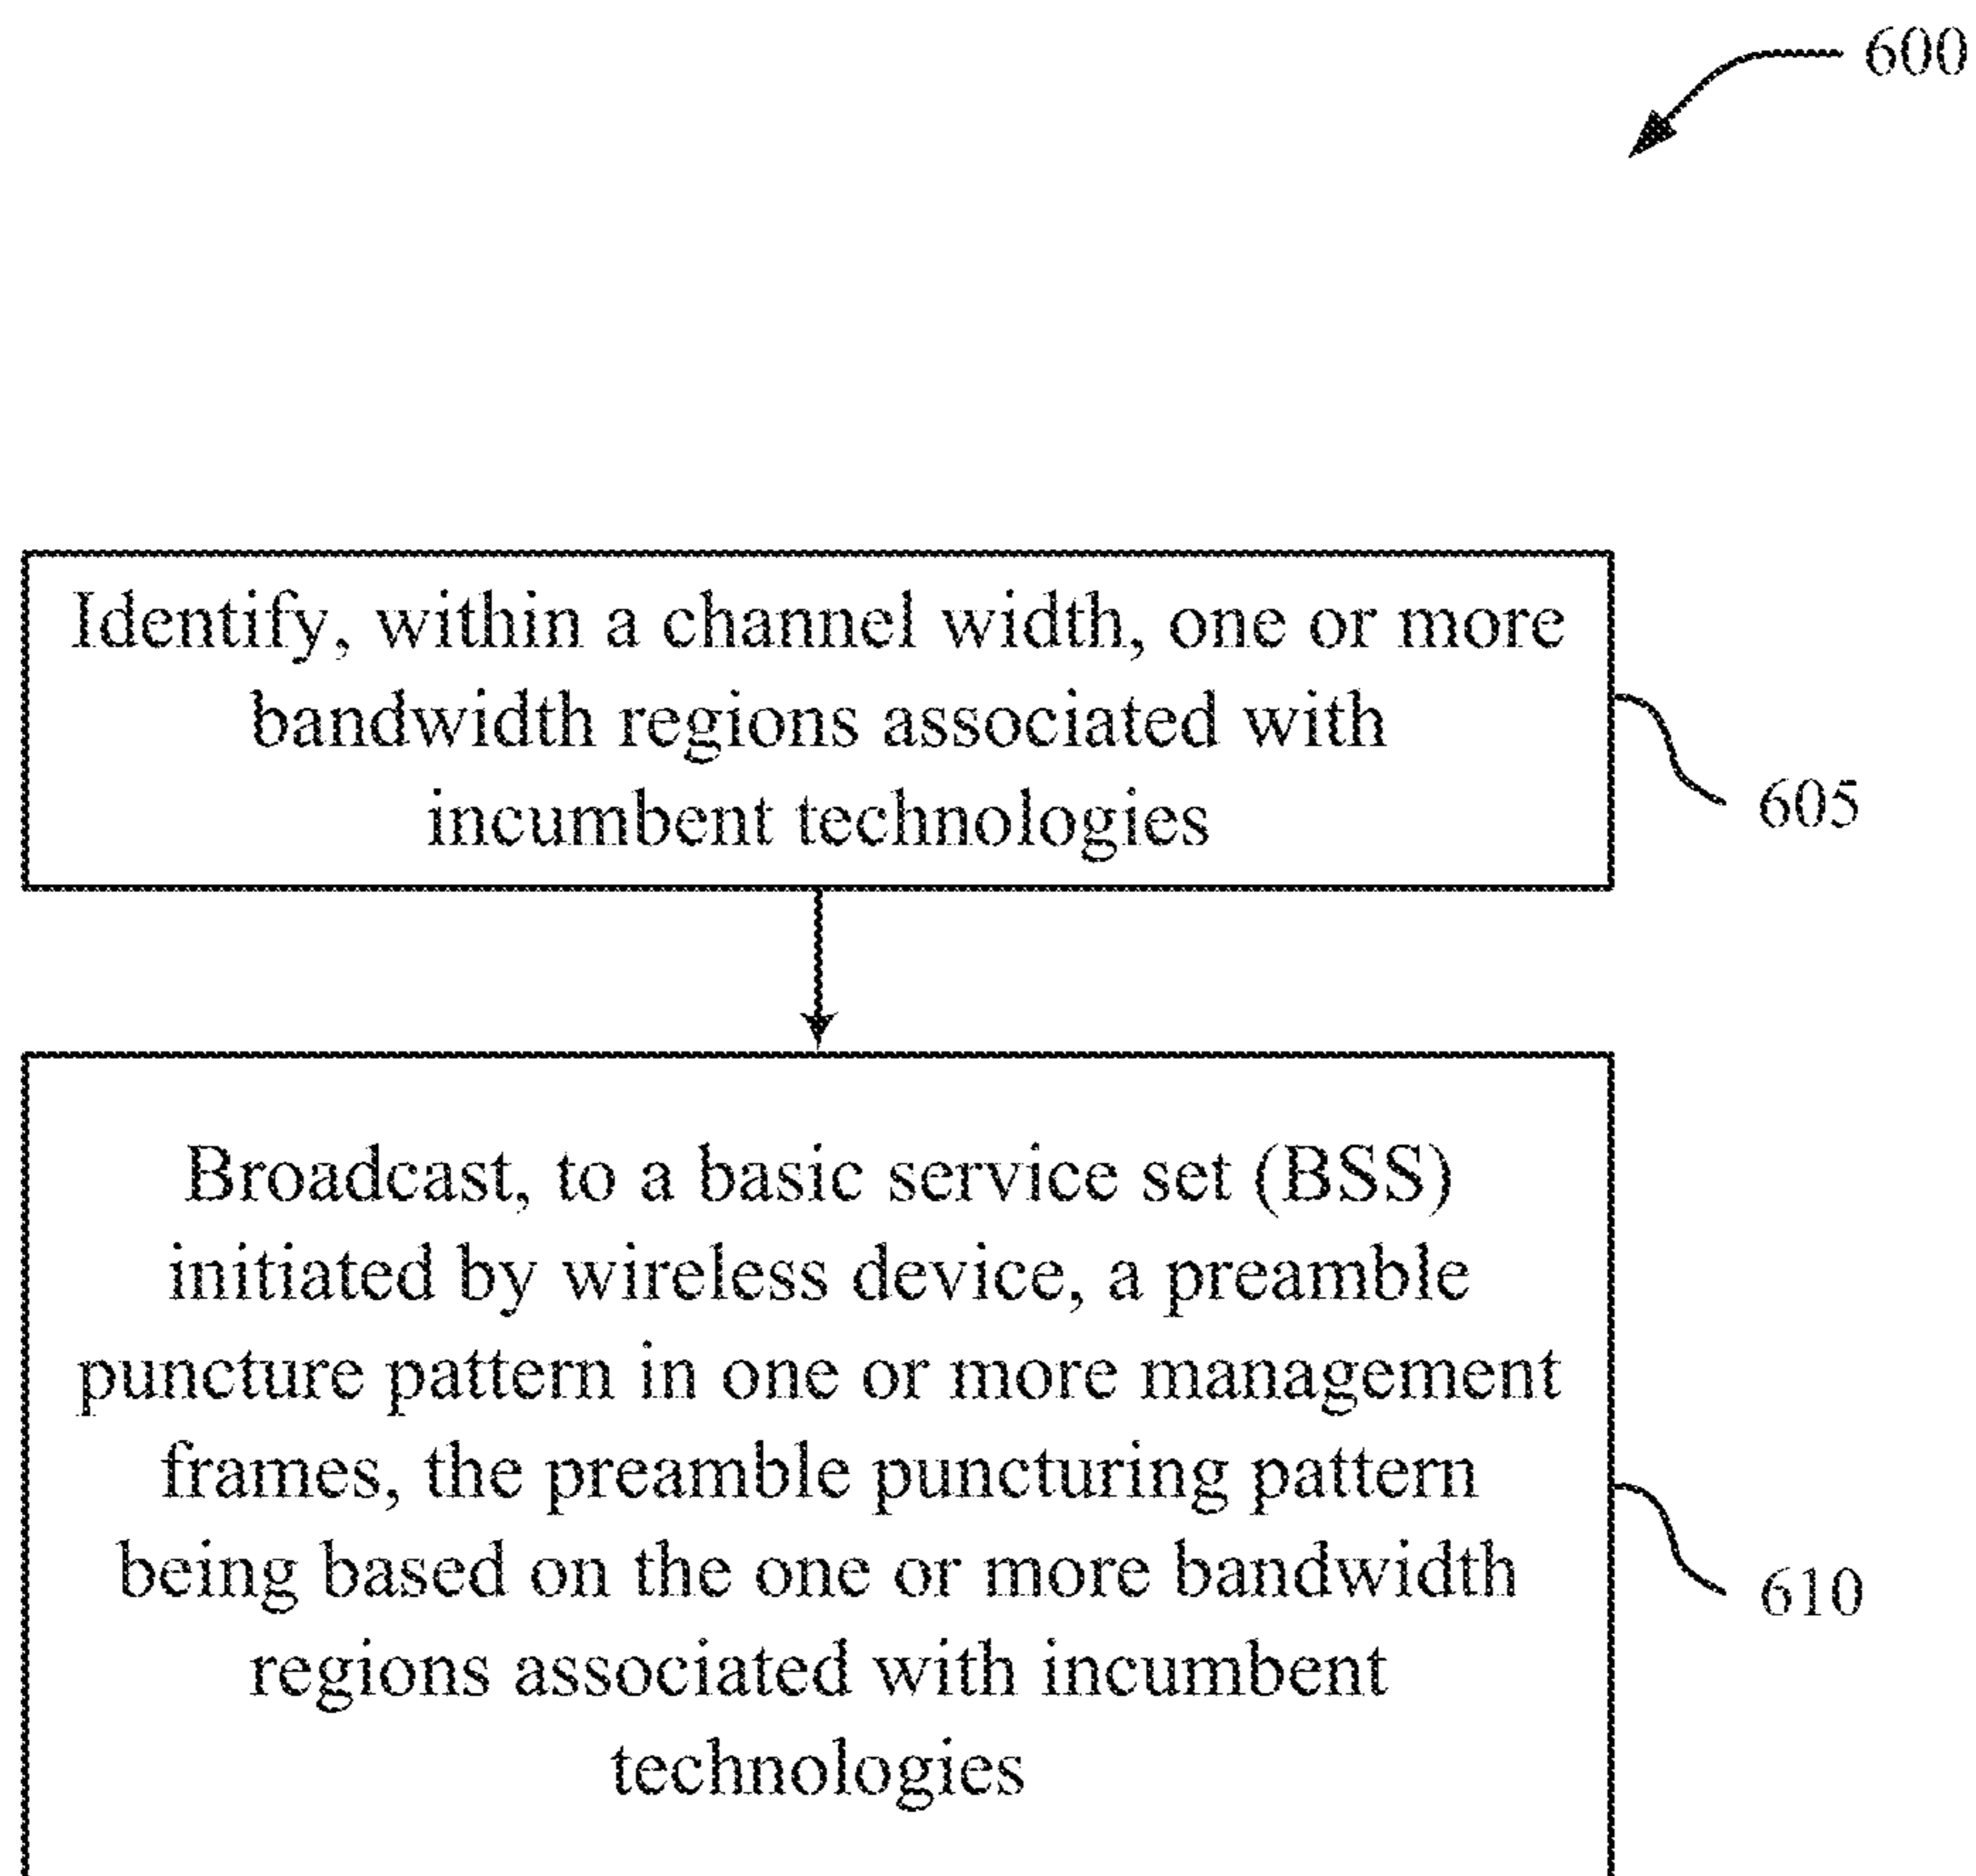 600
Identify, within a channel width, one or more
bandwidth regions associated with
incumbent technologies
605
Broadcast, to a basic service set (BSS)
initiated by wireless device, a preamble
puncture pattern in one or more management
frames, the preamble puncturing pattern
being based on the one or more bandwidth
regions associated with incumbent
technologies
610